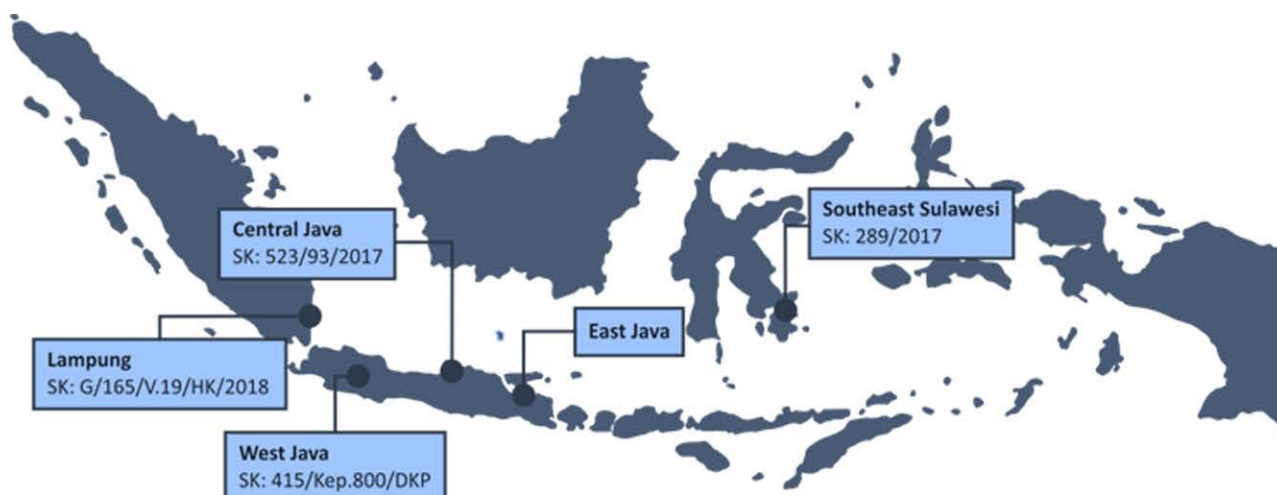 Central Java
SK: 523/93/2017
Southeast Sulawesi
SK: 289/2017
East Java
Lampung
SK: G/165/V.19/HK/2018
West Java
SK: 415/Kep.800/DKP